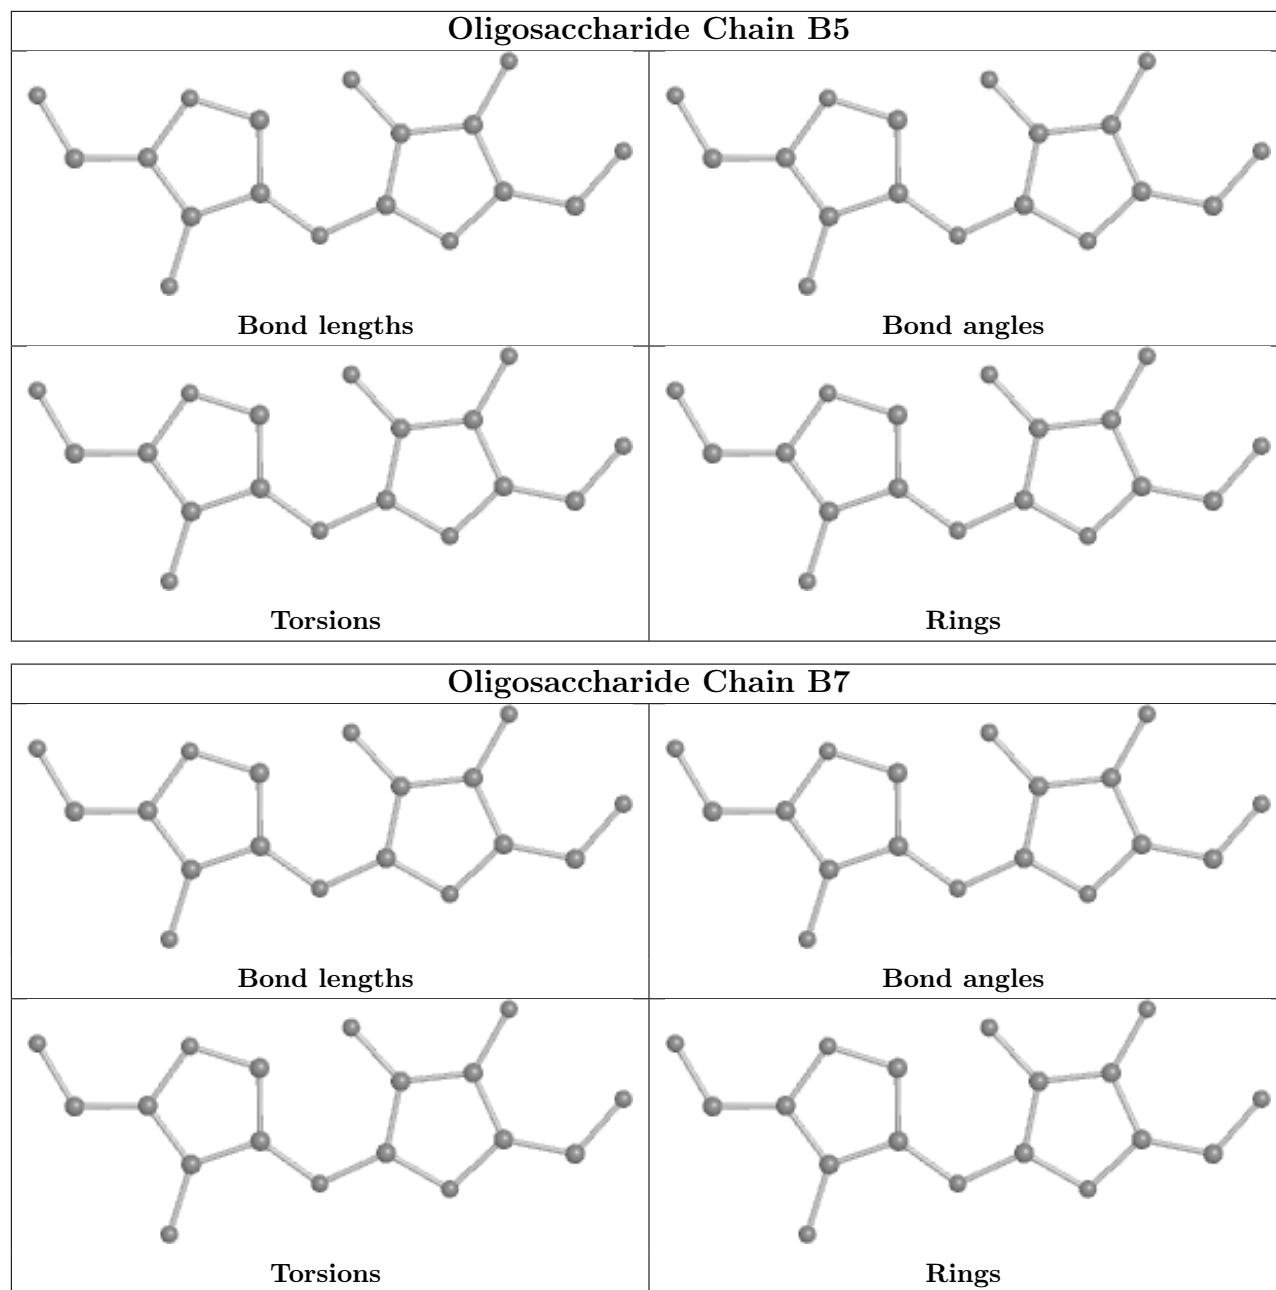 Oligosaccharide Chain B5
Bond lengths
Bond angles
Torsions
Rings
Oligosaccharide Chain B7
Bond lengths
Bond angles
Torsions
Rings